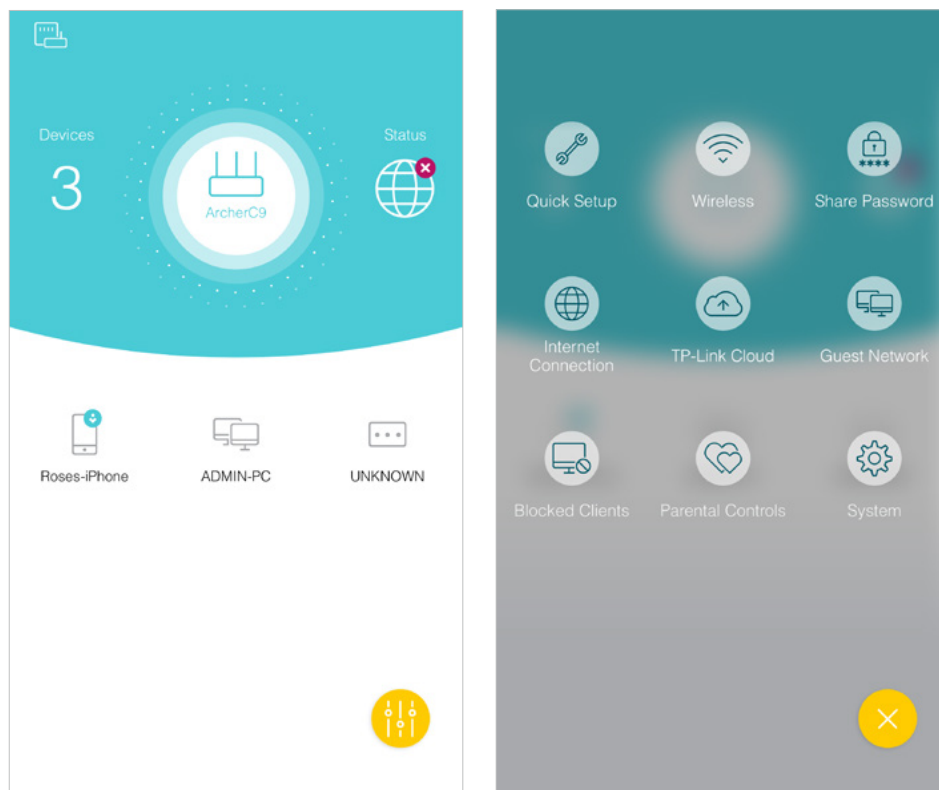 Devices
3
ArcherC9
Status
Roses-iPhone
ADMIN-PC
UNKNOWN
Quick Setup
Wireless
****
Share Password
Internet
Connection
TP-Link Cloud
Guest Network
Blocked Clients
Parental Controls
System